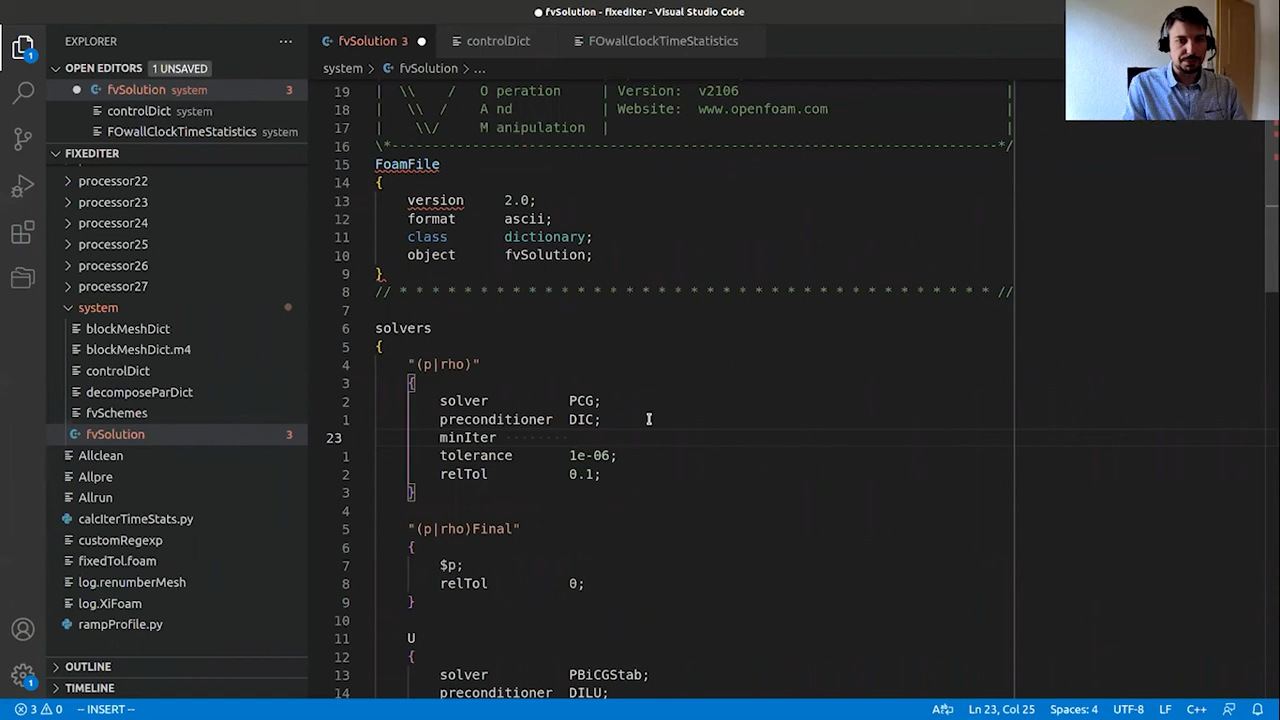 fvSolution - fixedIter - Visual Studio Code
EXPLORER
OPEN EDITORS 1 UNSAVED
fvSolution system 3
controlDict system
FOwallClockTimeStatistics system
FIXEDITER
processor22
processor23
processor24
processor25
processor26
processor27
system
blockMeshDict
blockMeshDict.m4
controlDict
decomposeParDict
fvSchemes
fvSolution 3
Allclean
Allpre
Allrun
calcIterTimeStats.py
customRegexp
fixedTol.foam
log.renumberMesh
log.XiFoam
rampProfile.py
OUTLINE
TIMELINE
1
1
fvSolution 3
controlDict
FOwallClockTimeStatistics
system > fvSolution > ...
19 | \\ / O peration | Version: v2106 |
18 | \\ / A nd | Website: www.openfoam.com |
17 | \\/ M anipulation | |
16 \*---------------------------------------------------------------------------*/
15 FoamFile
14 {
13 version 2.0;
12 format ascii;
11 class dictionary;
10 object fvSolution;
9 }
8 // * * * * * * * * * * * * * * * * * * * * * * * * * * * * * * * * * * * * * //
7
6 solvers
5 {
4 "(p|rho)"
3 {
2 solver PCG;
1 preconditioner DIC;
23 minIter
1 tolerance 1e-06;
2 relTol 0.1;
3 }
4
5 "(p|rho)Final"
6 {
7 $p;
8 relTol 0;
9 }
10
11 U
12 {
13 solver PBiCGStab;
14 preconditioner DILU;
3 0 -- INSERT -- Ln 23, Col 25 Spaces: 4 UTF-8 LF C++